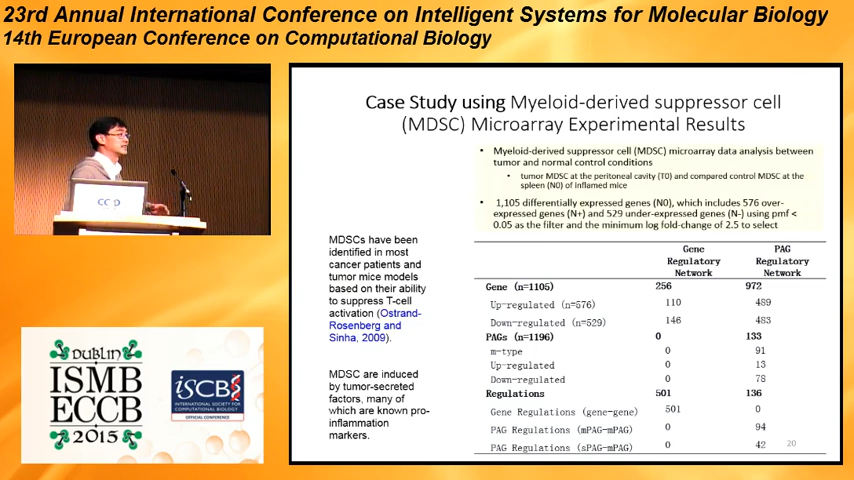 23rd Annual International Conference on Intelligent Systems for Molecular Biology
14th European Conference on Computational Biology
Case Study using Myeloid-derived suppressor cell
(MDSC) Microarray Experimental Results
• Myeloid-derived suppressor cell (MDSC) microarray data analysis between
tumor and normal control conditions
• tumor MDSC at the peritoneal cavity (T0) and compared control MDSC at the
spleen (N0) of inflamed mice
• 1,105 differentially expressed genes (N0), which includes 576 over-
expressed genes (N+) and 529 under-expressed genes (N-) using pmf <
0.05 as the filter and the minimum log fold-change of 2.5 to select
MDSCs have been
identified in most
cancer patients and
tumor mice models
based on their ability
to suppress T-cell
activation (Ostrand-
Rosenberg and
Sinha, 2009).
MDSC are induced
by tumor-secreted
factors, many of
which are known pro-
inflammation
markers.
Gene Regulatory Network PAG Regulatory Network
Gene (n=1105) 256 972
Up-regulated (n=576) 110 489
Down-regulated (n=529) 146 483
PAGs (n=1196) 0 133
m-type 0 91
Up-regulated 0 13
Down-regulated 0 78
Regulations 501 136
Gene Regulations (gene-gene) 501 0
PAG Regulations (mPAG-mPAG) 0 94
PAG Regulations (sPAG-mPAG) 0 42
20
DUBLIN
ISMB
ECCB
2015
ISCB
INTERNATIONAL SOCIETY FOR
COMPUTATIONAL BIOLOGY
OFFICIAL CONFERENCE